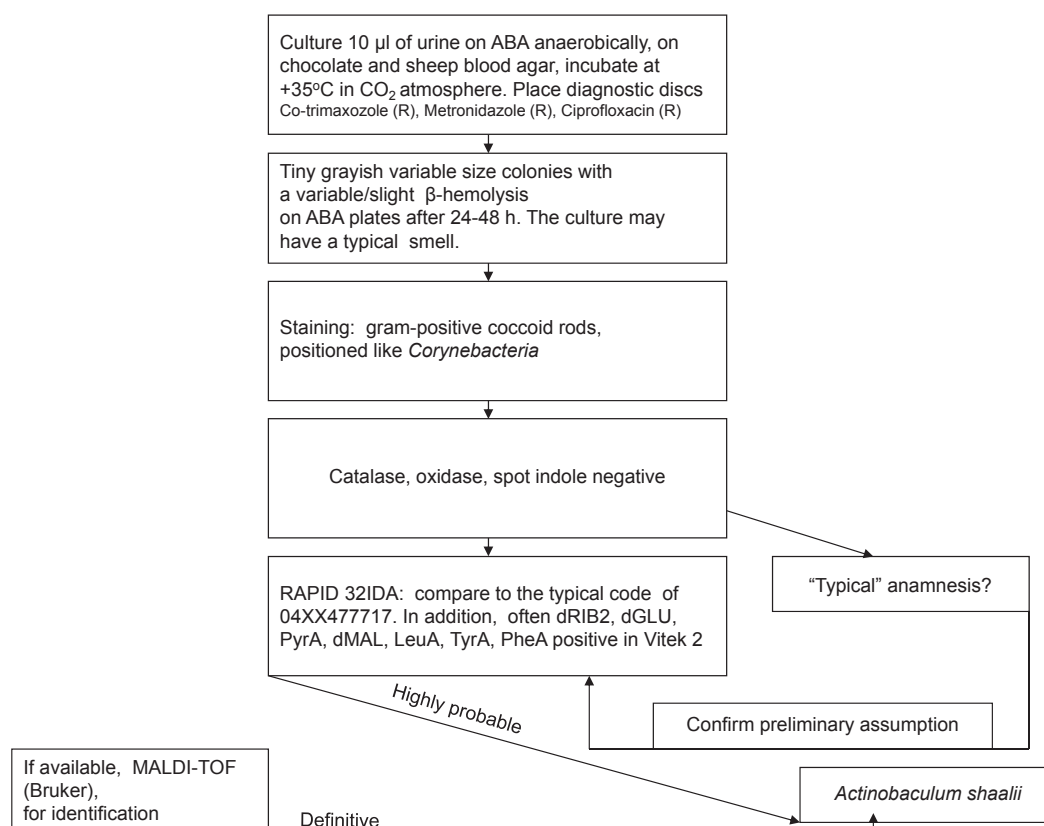 Culture 10 µl of urine on ABA anaerobically, on
chocolate and sheep blood agar, incubate at
+35ºC in CO₂ atmosphere. Place diagnostic discs
Co-trimaxozole (R), Metronidazole (R), Ciprofloxacin (R)
Tiny grayish variable size colonies with
a variable/slight β-hemolysis
on ABA plates after 24-48 h. The culture may
have a typical smell.
Staining: gram-positive coccoid rods,
positioned like Corynebacteria
Catalase, oxidase, spot indole negative
“Typical” anamnesis?
RAPID 32IDA: compare to the typical code of
04XX477717. In addition, often dRIB2, dGLU,
PyrA, dMAL, LeuA, TyrA, PheA positive in Vitek 2
Highly probable
Confirm preliminary assumption
If available, MALDI-TOF
(Bruker),
for identification
Actinobaculum shaalii
Definitive